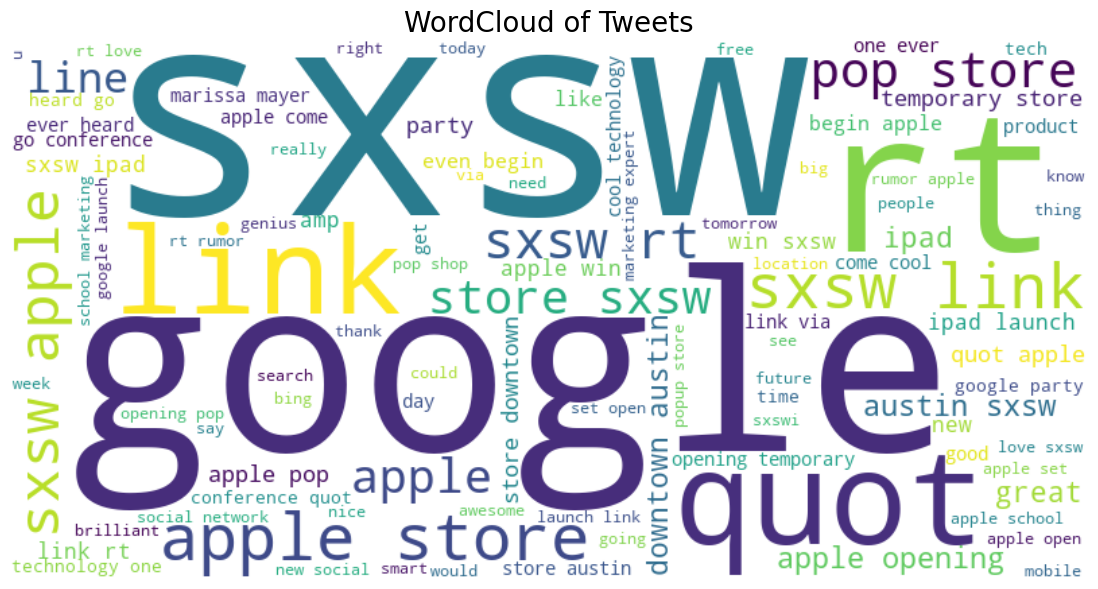 WordCloud of Tweets
u
rt love
right
today
free
one ever
tech
line
sxsw
pop store
heard go
marissa mayer
like
cool technology
temporary store
ever heard
apple come
party
begin apple
rt
product
go conference
really
even begin
sxsw ipad
via
need
marketing expert
big
rumor apple
know
school marketing
google launch
people
thing
sxsw apple
genius
amp
get
sxsw rt
tomorrow
win sxsw
ipad
rt rumor
link
pop shop
apple win
location
come cool
store sxsw
sxsw link
google
thank
link via
ipad launch
see
popup store
quot apple
week
search
could
future
google party
bing
day
set open
time
austin sxsw
opening pop
say
store downtown
downtown austin
sxswi
new
love sxsw
opening temporary
good
apple pop
apple
quot
apple set
conference quot
great
social network
nice
awesome
launch link
apple school
brilliant
apple store
going
apple open
link rt
apple opening
technology one
new social
smart
would
store austin
mobile